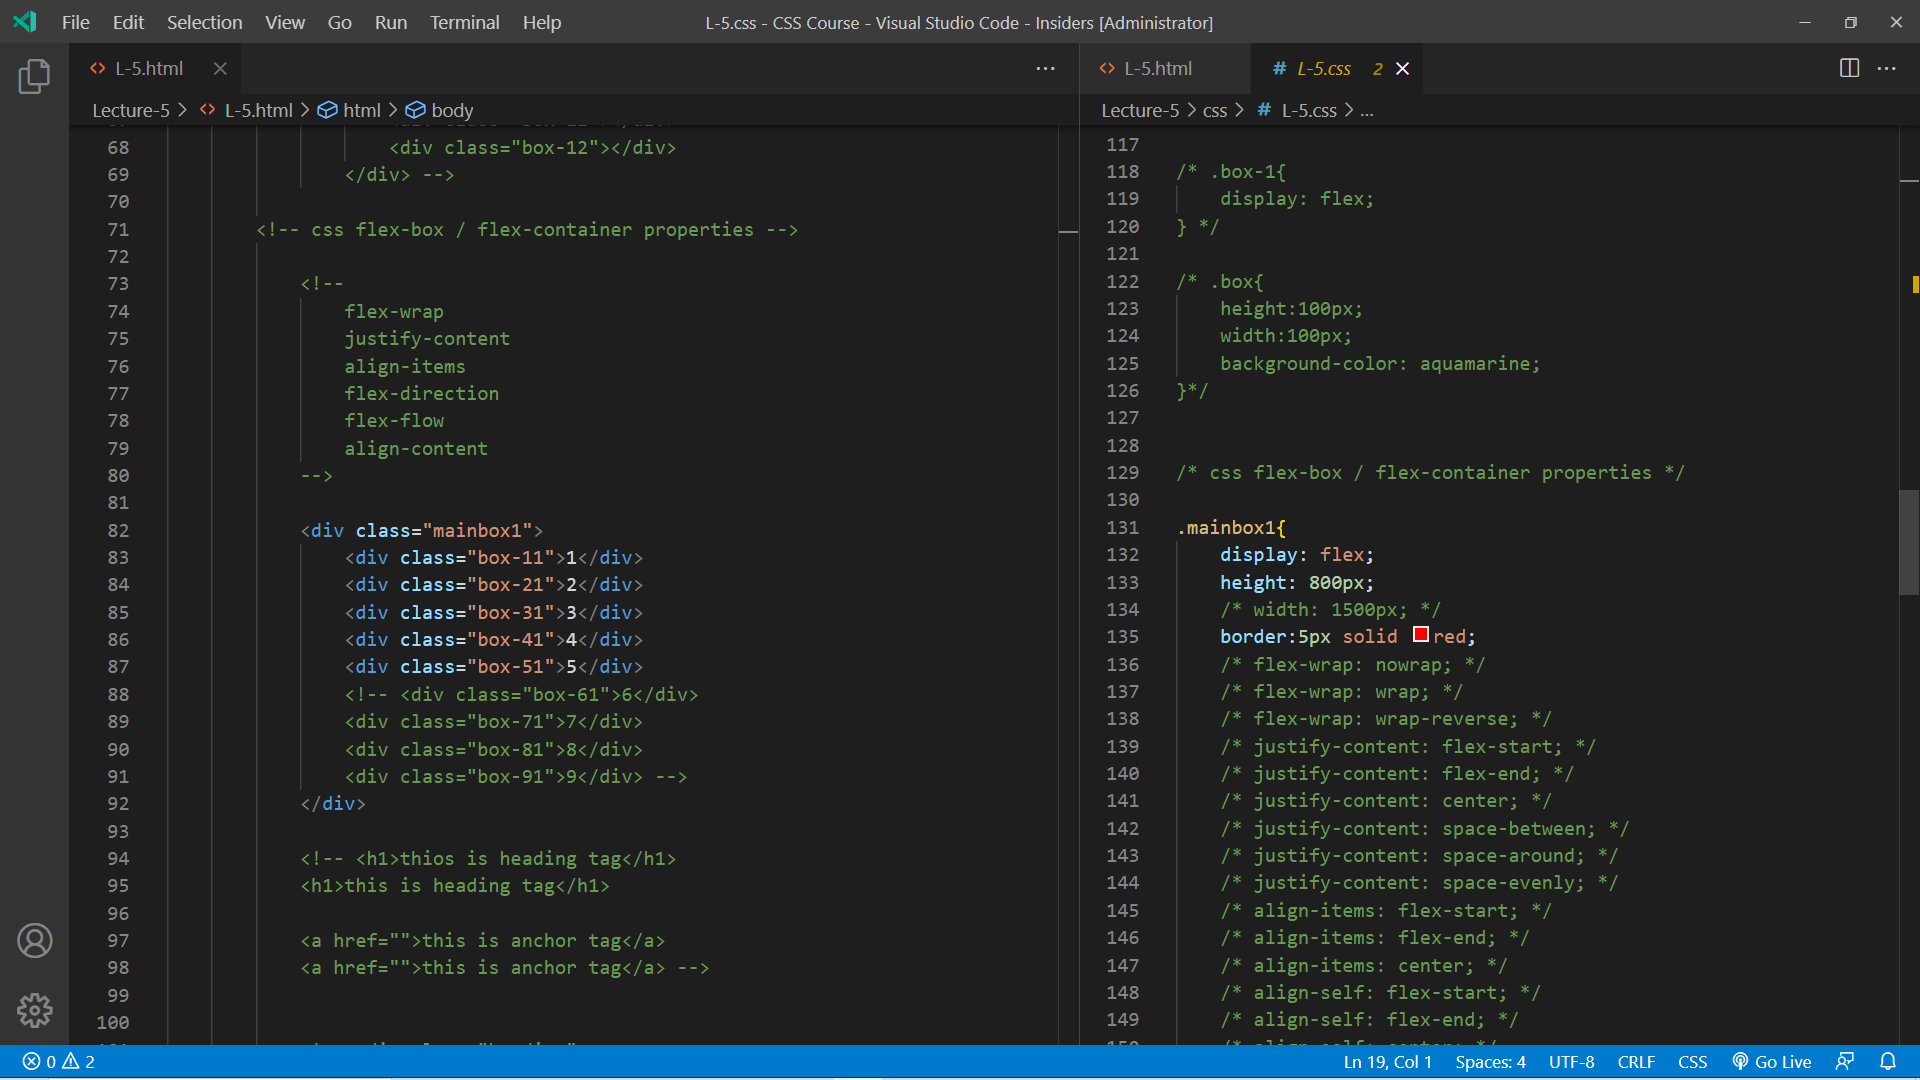 File Edit Selection View Go Run Terminal Help
L-5.css - CSS Course - Visual Studio Code - Insiders [Administrator]
L-5.html
Lecture-5 > L-5.html > html > body
68 <div class="box-12"></div>
69 </div> -->
70
71 <!-- css flex-box / flex-container properties -->
72
73 <!--
74 flex-wrap
75 justify-content
76 align-items
77 flex-direction
78 flex-flow
79 align-content
80 -->
81
82 <div class="mainbox1">
83 <div class="box-11">1</div>
84 <div class="box-21">2</div>
85 <div class="box-31">3</div>
86 <div class="box-41">4</div>
87 <div class="box-51">5</div>
88 <!-- <div class="box-61">6</div>
89 <div class="box-71">7</div>
90 <div class="box-81">8</div>
91 <div class="box-91">9</div> -->
92 </div>
93
94 <!-- <h1>thios is heading tag</h1>
95 <h1>this is heading tag</h1>
96
97 <a href="">this is anchor tag</a>
98 <a href="">this is anchor tag</a> -->
99
100
L-5.html # L-5.css 2
Lecture-5 > css > # L-5.css > ...
117
118 /* .box-1{
119 display: flex;
120 } */
121
122 /* .box{
123 height:100px;
124 width:100px;
125 background-color: aquamarine;
126 }*/
127
128
129 /* css flex-box / flex-container properties */
130
131 .mainbox1{
132 display: flex;
133 height: 800px;
134 /* width: 1500px; */
135 border:5px solid red;
136 /* flex-wrap: nowrap; */
137 /* flex-wrap: wrap; */
138 /* flex-wrap: wrap-reverse; */
139 /* justify-content: flex-start; */
140 /* justify-content: flex-end; */
141 /* justify-content: center; */
142 /* justify-content: space-between; */
143 /* justify-content: space-around; */
144 /* justify-content: space-evenly; */
145 /* align-items: flex-start; */
146 /* align-items: flex-end; */
147 /* align-items: center; */
148 /* align-self: flex-start; */
149 /* align-self: flex-end; */
0 2
Ln 19, Col 1 Spaces: 4 UTF-8 CRLF CSS Go Live